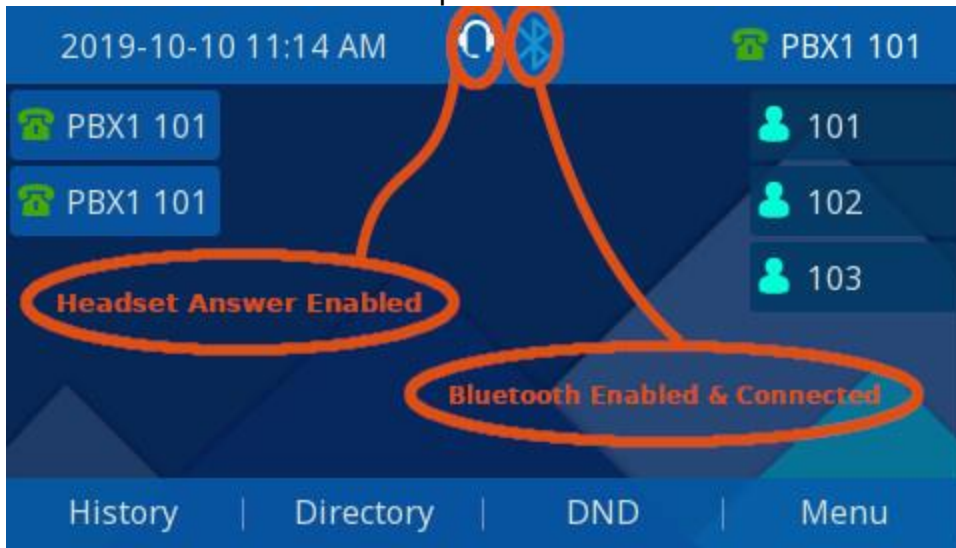 2019-10-10 11:14 AM PBX1 101
PBX1 101
PBX1 101
101
102
103
Headset Answer Enabled
Bluetooth Enabled & Connected
History | Directory | DND | Menu